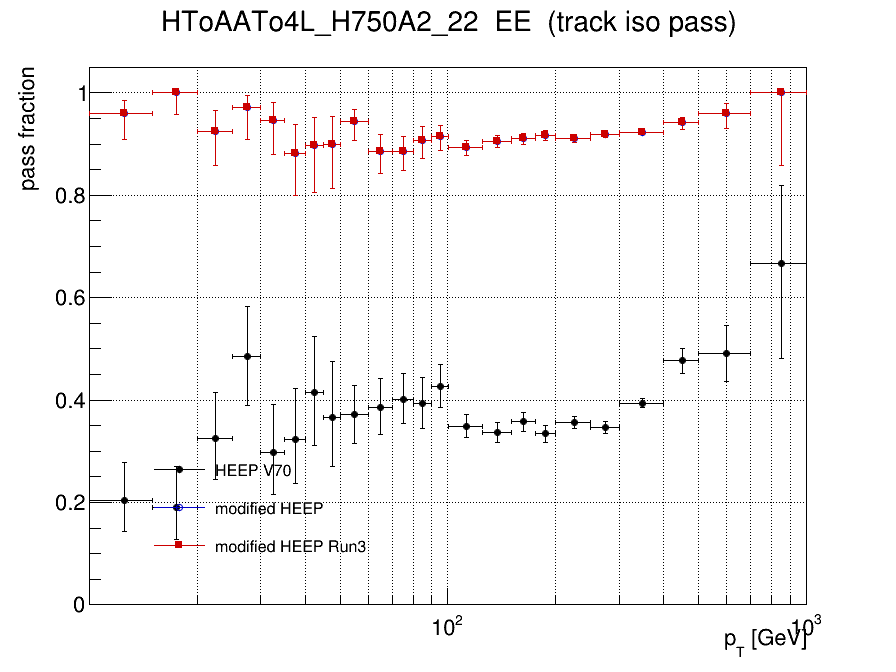 HToAATo4L_H750A2_22 EE (track iso pass)
pass fraction
1
0.8
0.6
0.4
0.2
0
HEEP V70
modified HEEP
modified HEEP Run3
10²
10³
p_T [GeV]